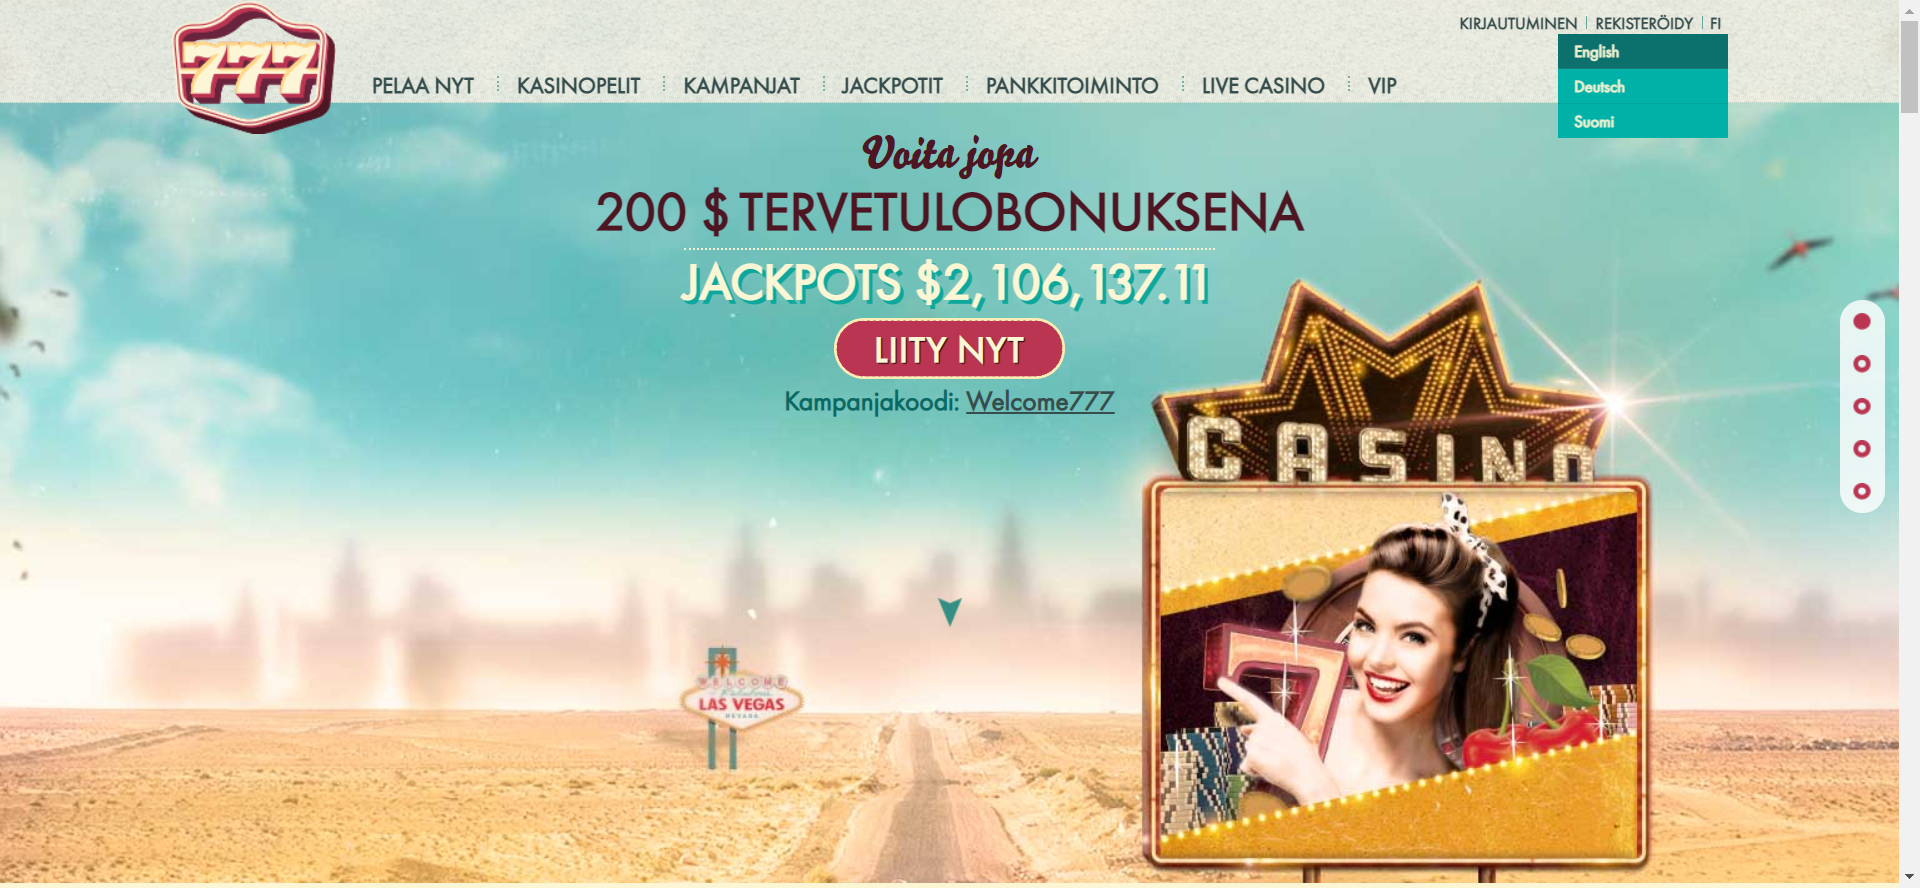 777
KIRJAUTUMINEN
REKISTERÖIDY
FI
English
Deutsch
Suomi
PELAA NYT
KASINOPELIT
KAMPANJAT
JACKPOTIT
PANKKITOIMINTO
LIVE CASINO
VIP
Voita jopa
200 $ TERVETULOBONUKSENA
JACKPOTS $2,106,137.11
LIITY NYT
Kampanjakoodi: Welcome777
CASINO
WELCOME
Fabulous
LAS VEGAS
NEVADA
7